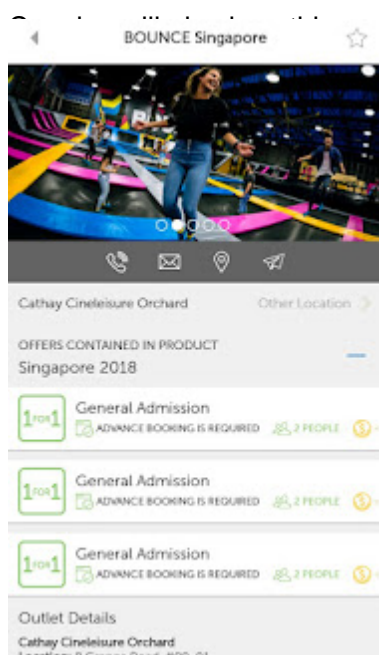 BOUNCE Singapore
Cathay Cineleisure Orchard Other Location
OFFERS CONTAINED IN PRODUCT
Singapore 2018
1 FOR 1 General Admission
ADVANCE BOOKING IS REQUIRED 2 PEOPLE
1 FOR 1 General Admission
ADVANCE BOOKING IS REQUIRED 2 PEOPLE
1 FOR 1 General Admission
ADVANCE BOOKING IS REQUIRED 2 PEOPLE
Outlet Details
Cathay Cineleisure Orchard